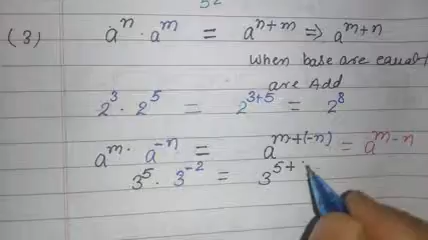 52
(3) a^n · a^m = a^{n+m} ⇒ a^{m+n}
when base are equal
are Add
2^3 · 2^5 = 2^{3+5} = 2^8
a^m · a^{-n} = a^{m+(-n)} = a^{m-n}
3^5 · 3^{-2} = 3^{5+